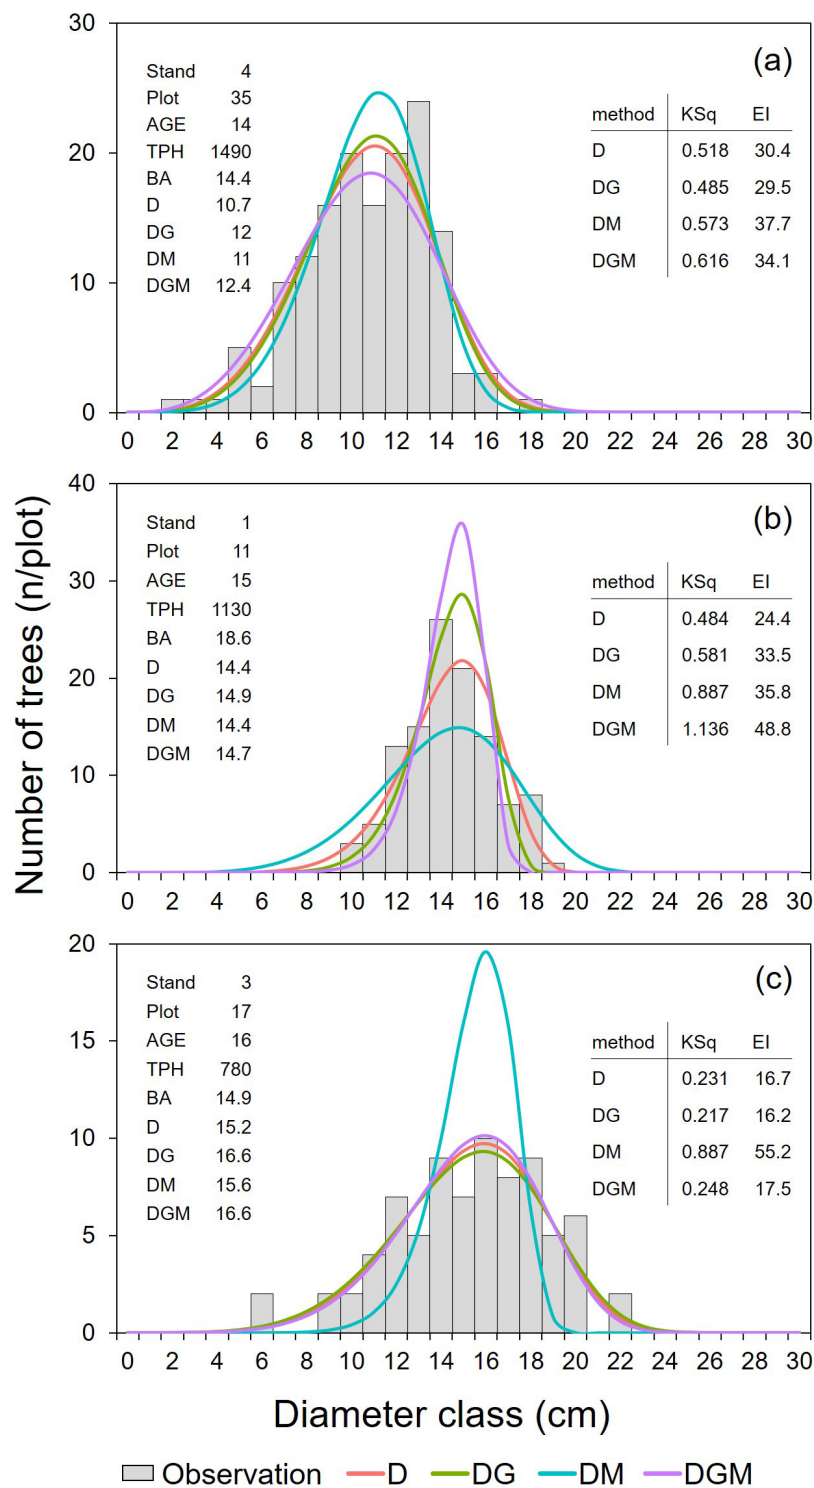 30
20
10
0
(a)
Stand 4
Plot 35
AGE 14
TPH 1490
BA 14.4
D 10.7
DG 12
DM 11
DGM 12.4
method KSq EI
D 0.518 30.4
DG 0.485 29.5
DM 0.573 37.7
DGM 0.616 34.1
0 2 4 6 8 10 12 14 16 18 20 22 24 26 28 30
Number of trees (n/plot)
40
30
20
10
0
(b)
Stand 1
Plot 11
AGE 15
TPH 1130
BA 18.6
D 14.4
DG 14.9
DM 14.4
DGM 14.7
method KSq EI
D 0.484 24.4
DG 0.581 33.5
DM 0.887 35.8
DGM 1.136 48.8
0 2 4 6 8 10 12 14 16 18 20 22 24 26 28 30
20
15
10
5
0
(c)
Stand 3
Plot 17
AGE 16
TPH 780
BA 14.9
D 15.2
DG 16.6
DM 15.6
DGM 16.6
method KSq EI
D 0.231 16.7
DG 0.217 16.2
DM 0.887 55.2
DGM 0.248 17.5
0 2 4 6 8 10 12 14 16 18 20 22 24 26 28 30
Diameter class (cm)
Observation D DG DM DGM